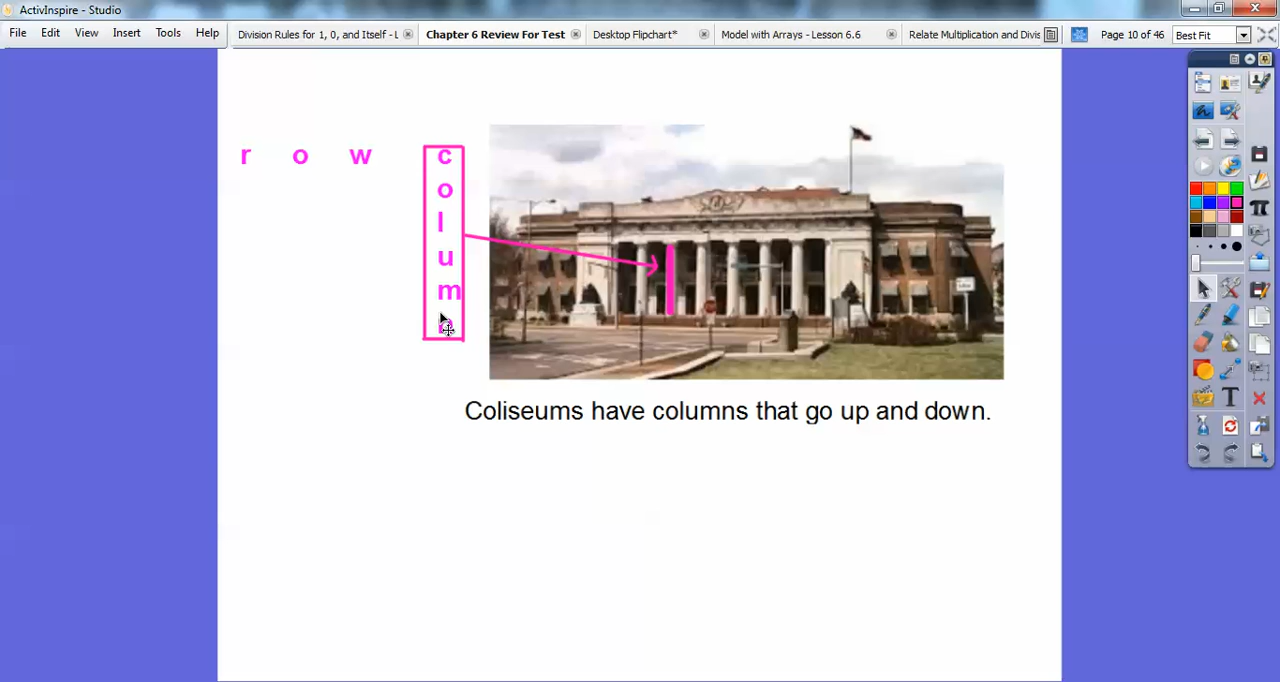 ActivInspire - Studio
File Edit View Insert Tools Help
Division Rules for 1, 0, and Itself - L Chapter 6 Review For Test Desktop Flipchart* Model with Arrays - Lesson 6.6 Relate Multiplication and Divis Page 10 of 46 Best Fit
r o w
c
o
l
u
m
Coliseums have columns that go up and down.